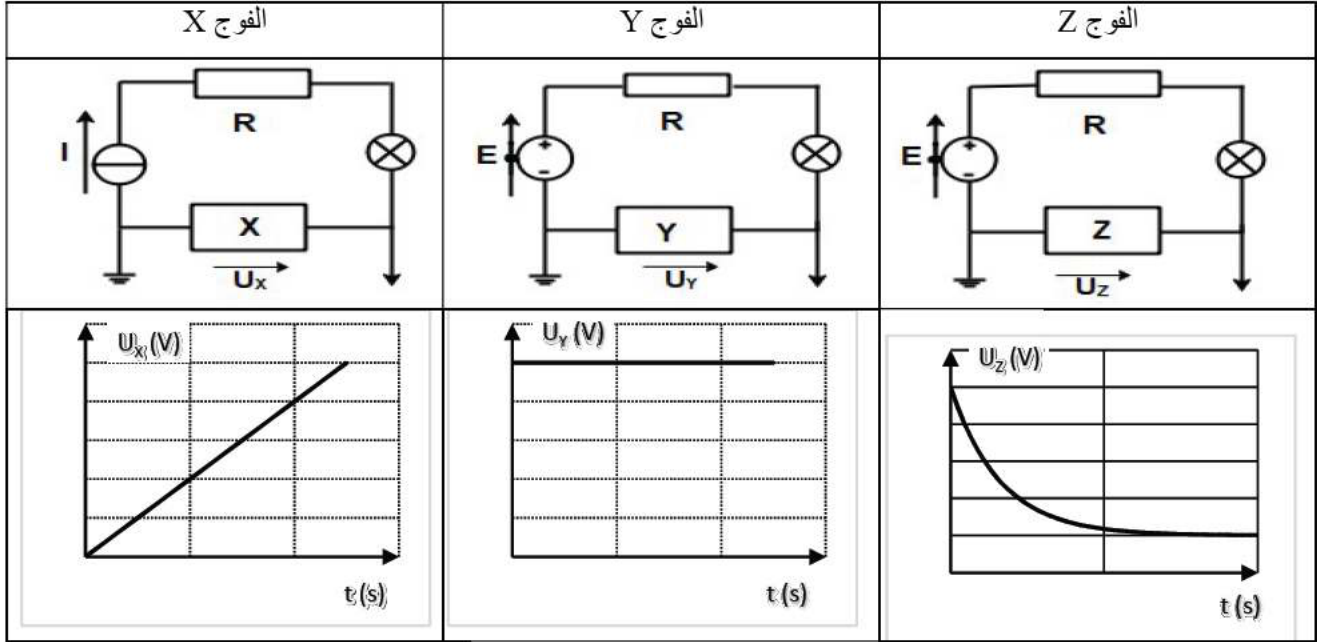 الفوج X
الفوج Y
الفوج Z
R
I
X
Ux
R
E
+
-
Y
UY
R
E
+
-
Z
Uz
Ux (V)
t (s)
UY (V)
t (s)
Uz (V)
t (s)